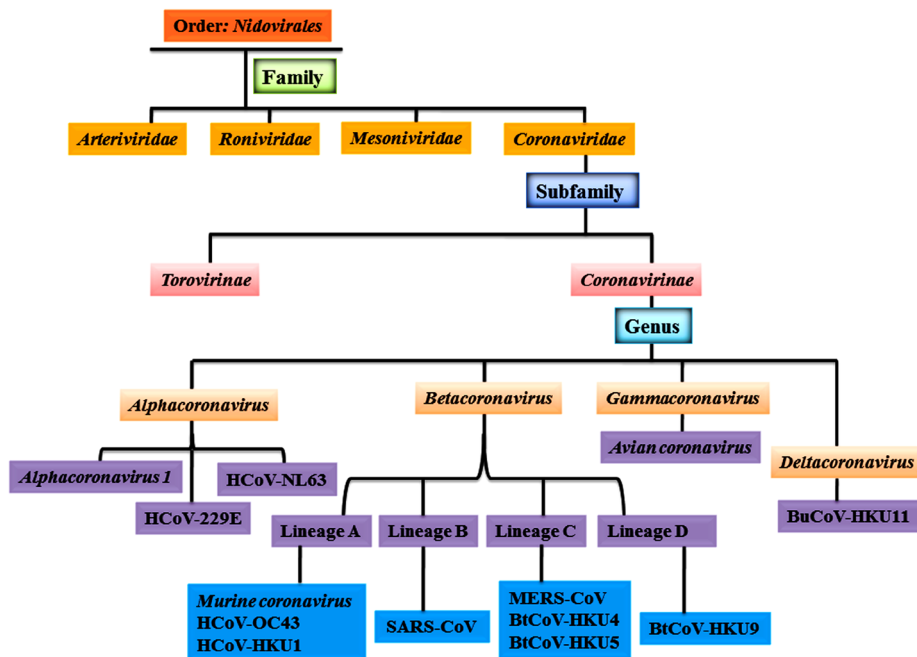 Order: Nidovirales
Family
Arteriviridae
Roniviridae
Mesoniviridae
Coronaviridae
Subfamily
Torovirinae
Coronavirinae
Genus
Alphacoronavirus
Betacoronavirus
Gammacoronavirus
Deltacoronavirus
Alphacoronavirus 1
HCoV-229E
HCoV-NL63
Avian coronavirus
BuCoV-HKU11
Lineage A
Lineage B
Lineage C
Lineage D
Murine coronavirus
HCoV-OC43
HCoV-HKU1
SARS-CoV
MERS-CoV
BtCoV-HKU4
BtCoV-HKU5
BtCoV-HKU9